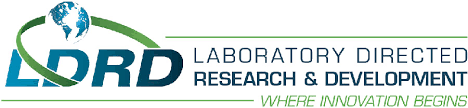 LDRD
LABORATORY DIRECTED
RESEARCH & DEVELOPMENT
WHERE INNOVATION BEGINS